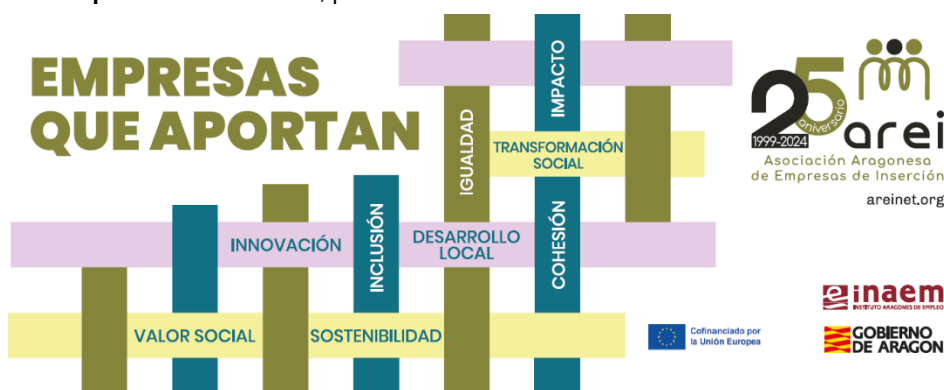 EMPRESAS
QUE APORTAN
IGUALDAD
IMPACTO
TRANSFORMACIÓN
SOCIAL
INNOVACIÓN
INCLUSIÓN
DESARROLLO
LOCAL
COHESIÓN
VALOR SOCIAL
SOSTENIBILIDAD
25
aniversario
1999-2024
arei
Asociación Aragonesa
de Empresas de Inserción
areinet.org
Cofinanciado por
la Unión Europea
inaem
INSTITUTO ARAGONES DE EMPLEO
GOBIERNO
DE ARAGON